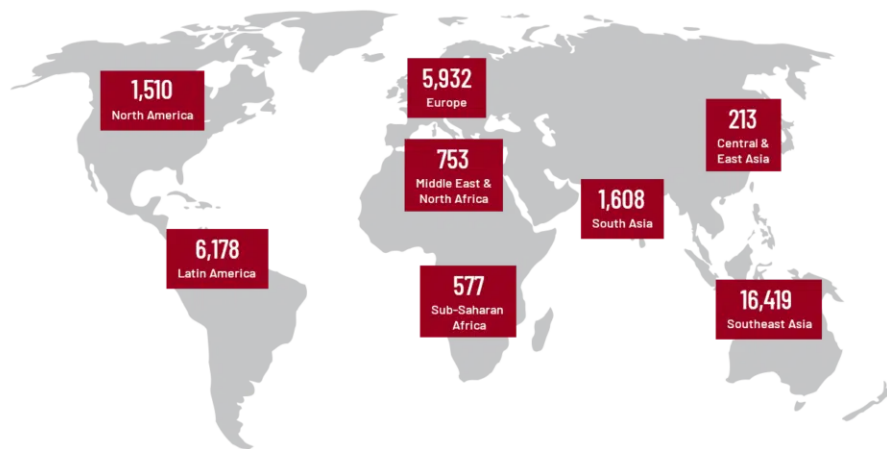 1,510
North America
5,932
Europe
213
Central &
East Asia
753
Middle East &
North Africa
1,608
South Asia
6,178
Latin America
577
Sub-Saharan
Africa
16,419
Southeast Asia